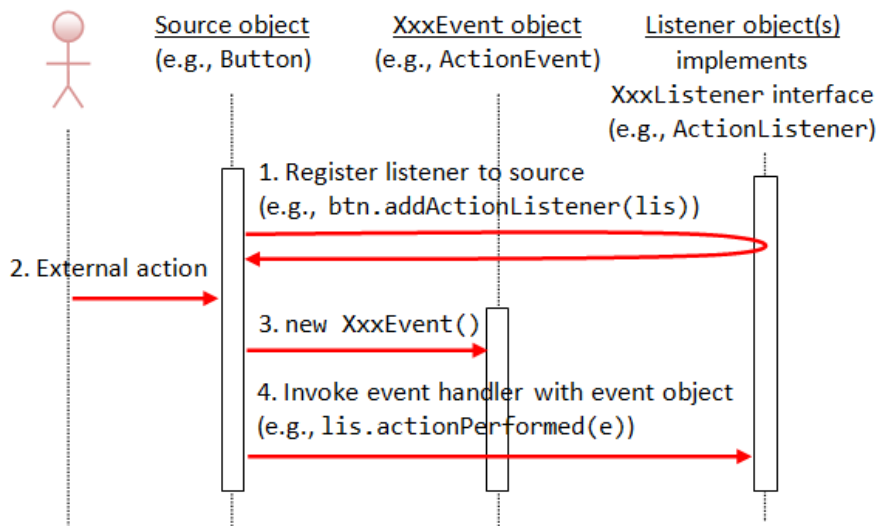 Source object
(e.g., Button)
XxxEvent object
(e.g., ActionEvent)
Listener object(s)
implements
XxxListener interface
(e.g., ActionListener)
1. Register listener to source
(e.g., btn.addActionListener(lis))
2. External action
3. new XxxEvent()
4. Invoke event handler with event object
(e.g., lis.actionPerformed(e))